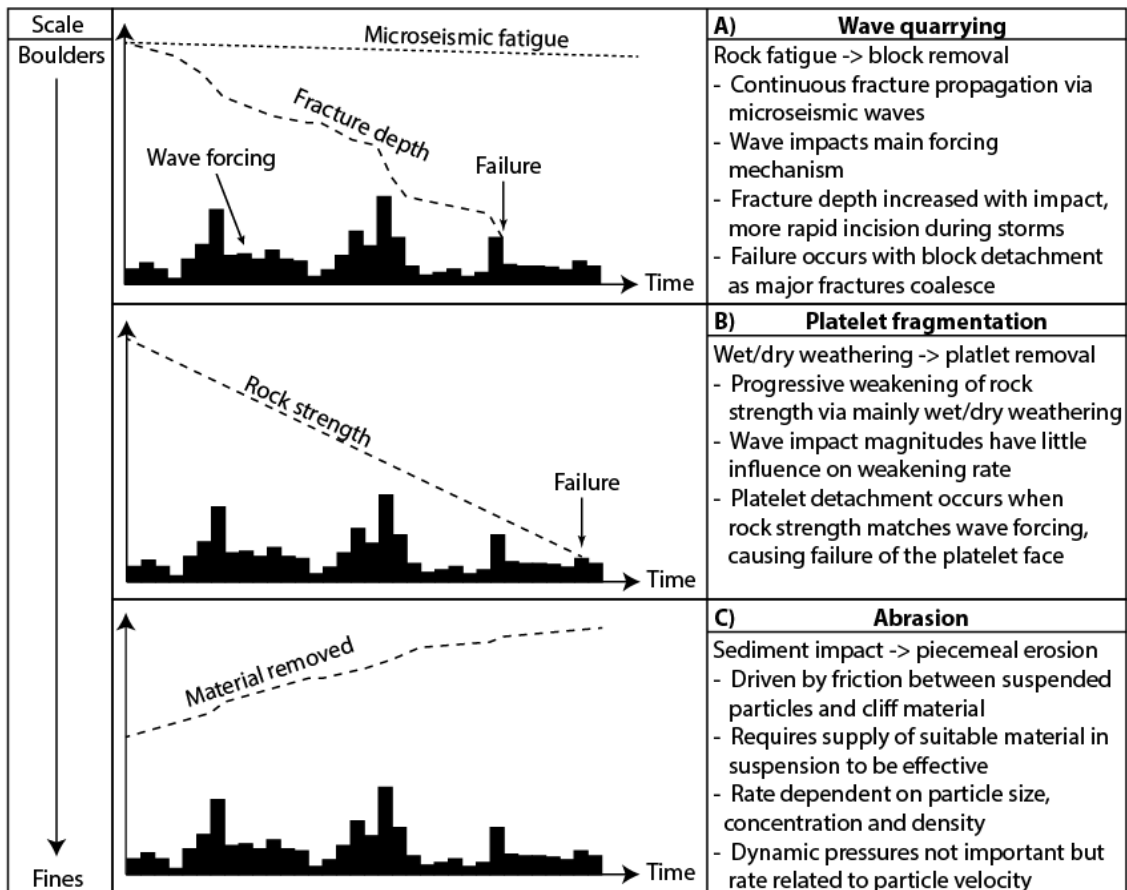 Scale
Boulders
Fines
Microseismic fatigue
Fracture depth
Wave forcing
Failure
Time
A) Wave quarrying
Rock fatigue -> block removal
- Continuous fracture propagation via
microseismic waves
- Wave impacts main forcing
mechanism
- Fracture depth increased with impact,
more rapid incision during storms
- Failure occurs with block detachment
as major fractures coalesce
Rock strength
Failure
Time
B) Platelet fragmentation
Wet/dry weathering -> platlet removal
- Progressive weakening of rock
strength via mainly wet/dry weathering
- Wave impact magnitudes have little
influence on weakening rate
- Platelet detachment occurs when
rock strength matches wave forcing,
causing failure of the platelet face
Material removed
Time
C) Abrasion
Sediment impact -> piecemeal erosion
- Driven by friction between suspended
particles and cliff material
- Requires supply of suitable material in
suspension to be effective
- Rate dependent on particle size,
concentration and density
- Dynamic pressures not important but
rate related to particle velocity